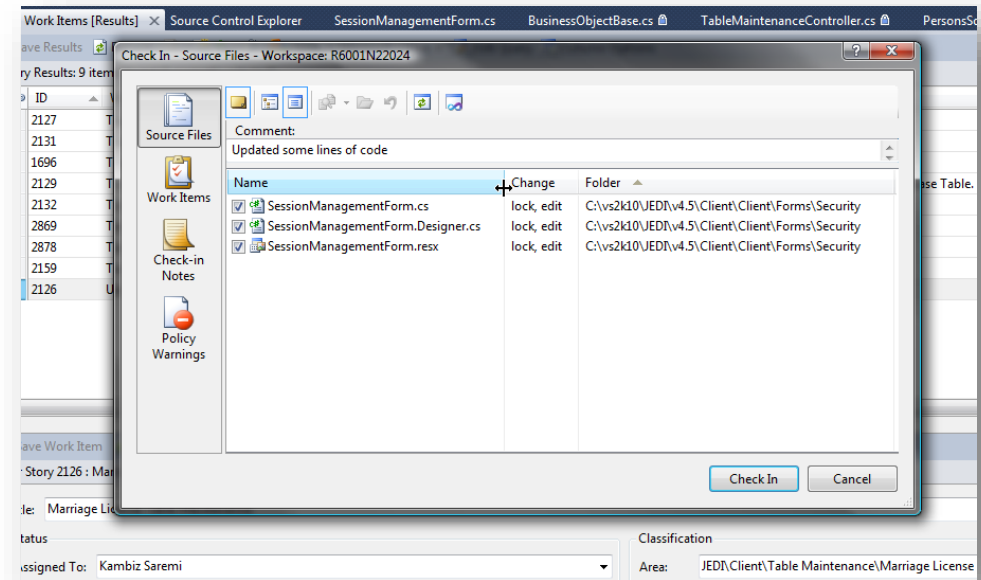 Work Items [Results] Source Control Explorer SessionManagementForm.cs BusinessObjectBase.cs TableMaintenanceController.cs
ave Results
Check In - Source Files - Workspace: R6001N22024
ry Results: 9 item
ID
2127
2131
1696
2129
2132
2869
2878
2159
2126
Source Files
Work Items
Check-in
Notes
Policy
Warnings
Comment:
Updated some lines of code
Name Change Folder
SessionManagementForm.cs lock, edit C:\vs2k10\JEDI\v4.5\Client\Client\Forms\Security
SessionManagementForm.Designer.cs lock, edit C:\vs2k10\JEDI\v4.5\Client\Client\Forms\Security
SessionManagementForm.resx lock, edit C:\vs2k10\JEDI\v4.5\Client\Client\Forms\Security
ase Table.
Check In Cancel
ave Work Item
Story 2126 : Mar
tle: Marriage Lic
tatus Classification
ssigned To: Kambiz Saremi Area: JEDI\Client\Table Maintenance\Marriage License